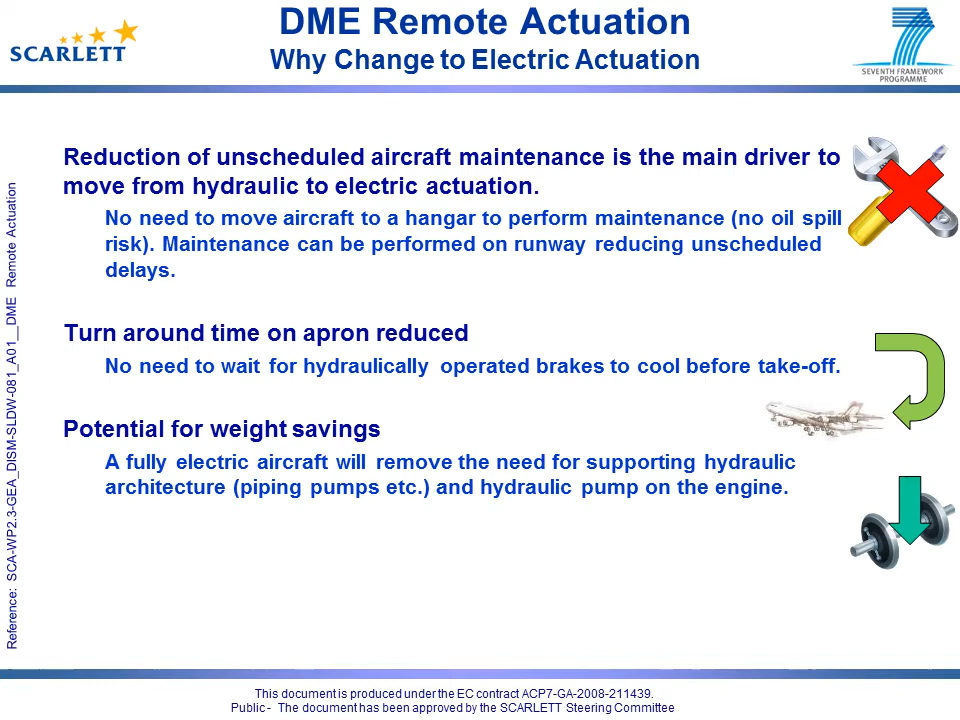 DME Remote Actuation
Why Change to Electric Actuation
SCARLETT
SEVENTH FRAMEWORK
PROGRAMME
Reduction of unscheduled aircraft maintenance is the main driver to
move from hydraulic to electric actuation.
No need to move aircraft to a hangar to perform maintenance (no oil spill
risk). Maintenance can be performed on runway reducing unscheduled
delays.
Turn around time on apron reduced
No need to wait for hydraulically operated brakes to cool before take-off.
Potential for weight savings
A fully electric aircraft will remove the need for supporting hydraulic
architecture (piping pumps etc.) and hydraulic pump on the engine.
Reference: SCA-WP2.3-GEA_DISM-SLDW-081_A01__DME Remote Actuation
This document is produced under the EC contract ACP7-GA-2008-211439.
Public - The document has been approved by the SCARLETT Steering Committee